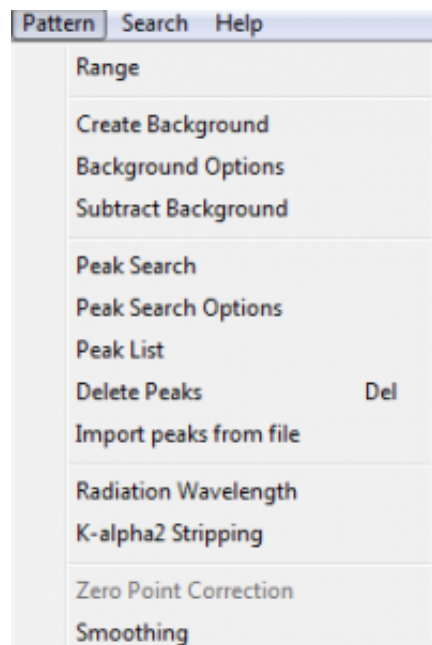 Pattern Search Help
Range
Create Background
Background Options
Subtract Background
Peak Search
Peak Search Options
Peak List
Delete Peaks Del
Import peaks from file
Radiation Wavelength
K-alpha2 Stripping
Zero Point Correction
Smoothing